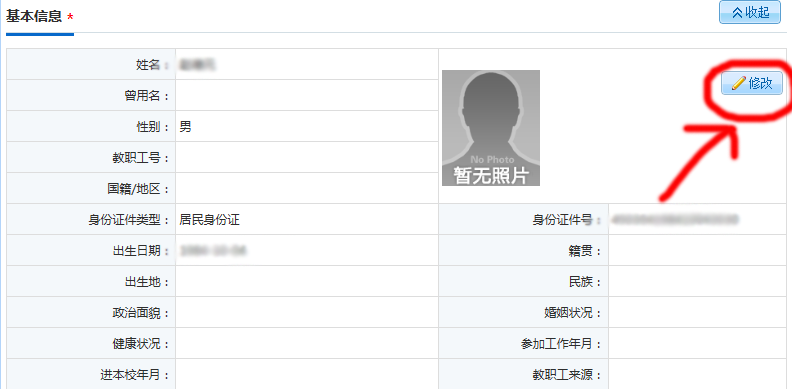 基本信息 *
收起
姓名：
修改
曾用名：
性别： 男
教职工号：
No Photo
暂无照片
国籍/地区：
身份证件类型： 居民身份证 身份证件号：
出生日期： 籍贯：
出生地： 民族：
政治面貌： 婚姻状况：
健康状况： 参加工作年月：
进本校年月： 教职工来源：